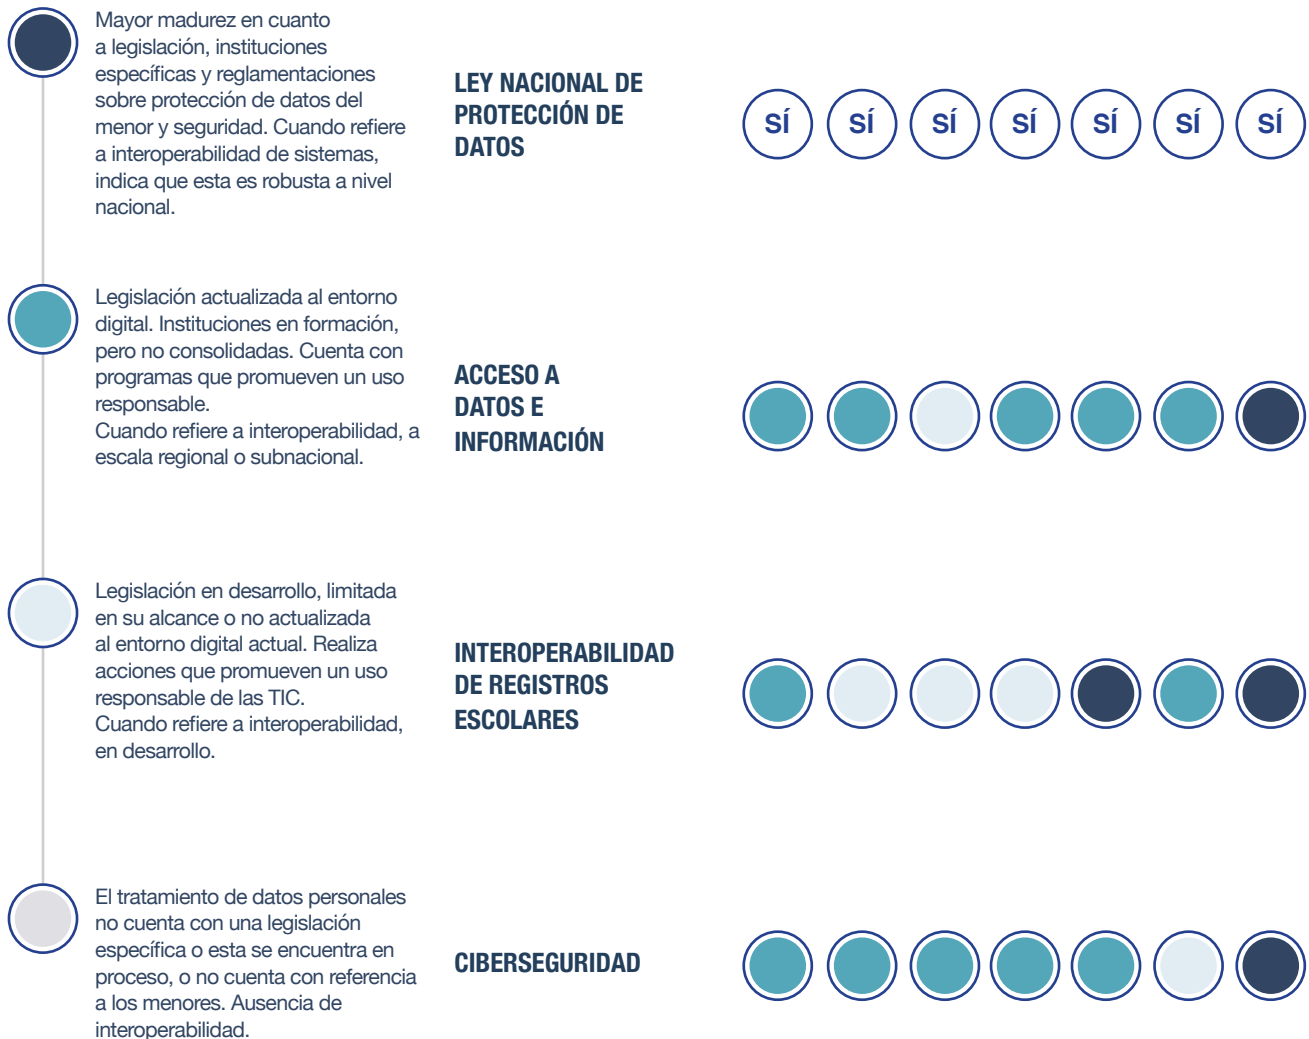 Mayor madurez en cuanto
a legislación, instituciones
específicas y reglamentaciones
sobre protección de datos del
menor y seguridad. Cuando refiere
a interoperabilidad de sistemas,
indica que esta es robusta a nivel
nacional.
LEY NACIONAL DE
PROTECCIÓN DE
DATOS
SÍ SÍ SÍ SÍ SÍ SÍ SÍ
Legislación actualizada al entorno
digital. Instituciones en formación,
pero no consolidadas. Cuenta con
programas que promueven un uso
responsable.
Cuando refiere a interoperabilidad, a
escala regional o subnacional.
ACCESO A
DATOS E
INFORMACIÓN
Legislación en desarrollo, limitada
en su alcance o no actualizada
al entorno digital actual. Realiza
acciones que promueven un uso
responsable de las TIC.
Cuando refiere a interoperabilidad,
en desarrollo.
INTEROPERABILIDAD
DE REGISTROS
ESCOLARES
El tratamiento de datos personales
no cuenta con una legislación
específica o esta se encuentra en
proceso, o no cuenta con referencia
a los menores. Ausencia de
interoperabilidad.
CIBERSEGURIDAD